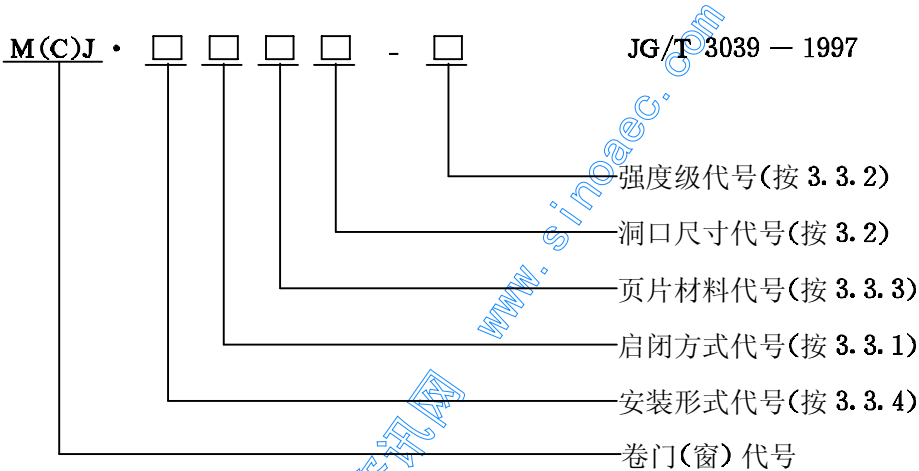 M(C)J · □ □ □ □ - □ JG/T 3039 — 1997
强度级代号(按 3.3.2)
洞口尺寸代号(按 3.2)
页片材料代号(按 3.3.3)
启闭方式代号(按 3.3.1)
安装形式代号(按 3.3.4)
卷门(窗) 代号
www.sinoaec.com
资讯网